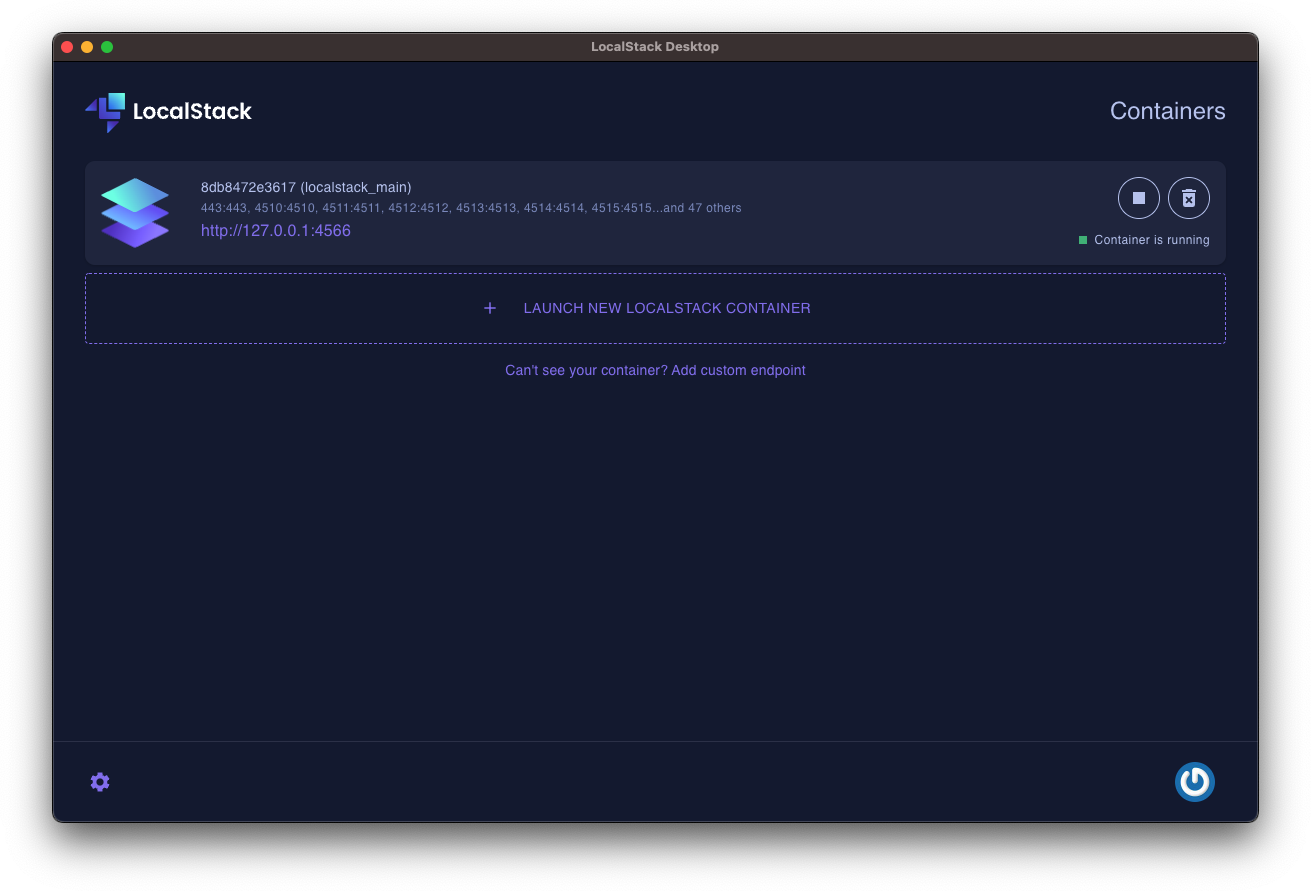 LocalStack Desktop
LocalStack
Containers
8db8472e3617 (localstack_main)
443:443, 4510:4510, 4511:4511, 4512:4512, 4513:4513, 4514:4514, 4515:4515...and 47 others
http://127.0.0.1:4566
Container is running
+ LAUNCH NEW LOCALSTACK CONTAINER
Can't see your container? Add custom endpoint